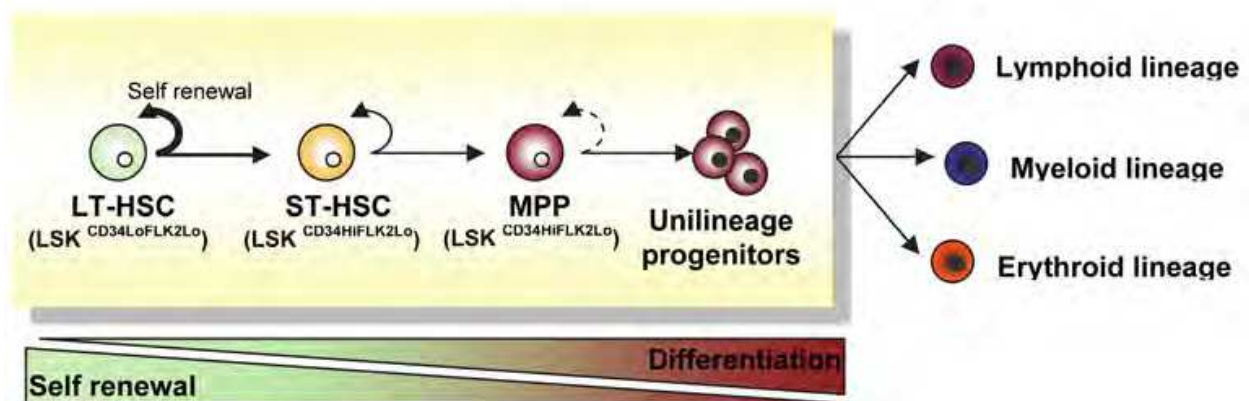 Self renewal
LT-HSC
(LSK CD34LoFLK2Lo)
ST-HSC
(LSK CD34HiFLK2Lo)
MPP
(LSK CD34HiFLK2Lo)
Unilineage
progenitors
Lymphoid lineage
Myeloid lineage
Erythroid lineage
Differentiation
Self renewal